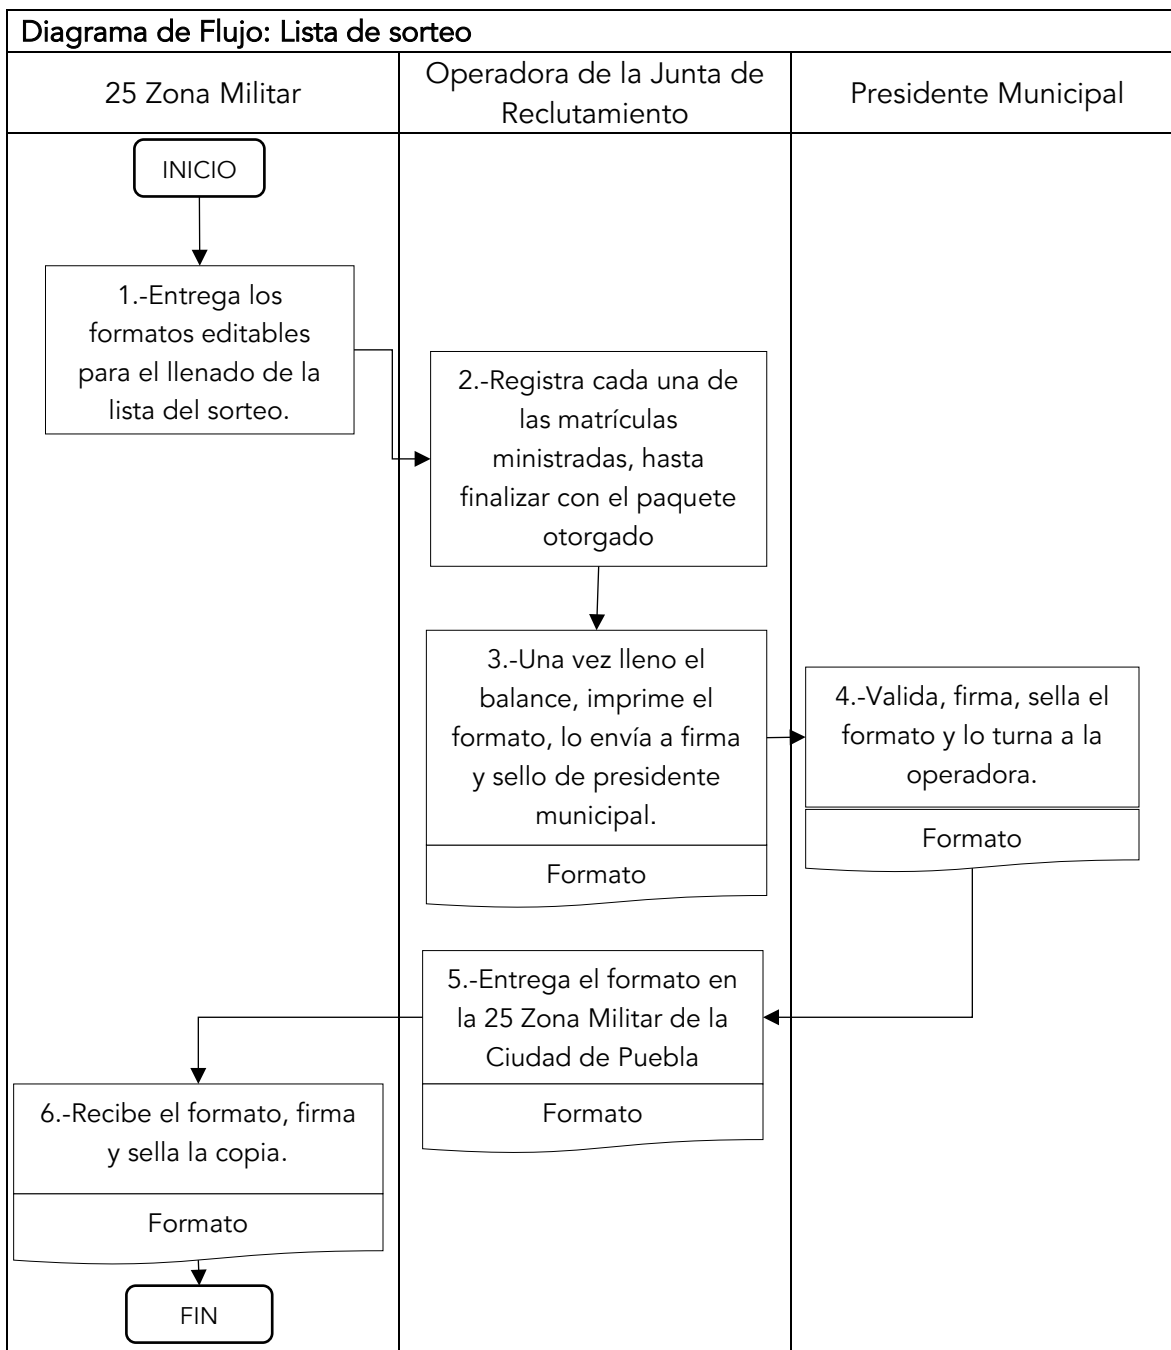 Diagrama de Flujo: Lista de sorteo
25 Zona Militar
Operadora de la Junta de
Reclutamiento
Presidente Municipal
INICIO
1.-Entrega los
formatos editables
para el llenado de la
lista del sorteo.
2.-Registra cada una de
las matrículas
ministradas, hasta
finalizar con el paquete
otorgado
3.-Una vez lleno el
balance, imprime el
formato, lo envía a firma
y sello de presidente
municipal.
Formato
4.-Valida, firma, sella el
formato y lo turna a la
operadora.
Formato
5.-Entrega el formato en
la 25 Zona Militar de la
Ciudad de Puebla
Formato
6.-Recibe el formato, firma
y sella la copia.
Formato
FIN